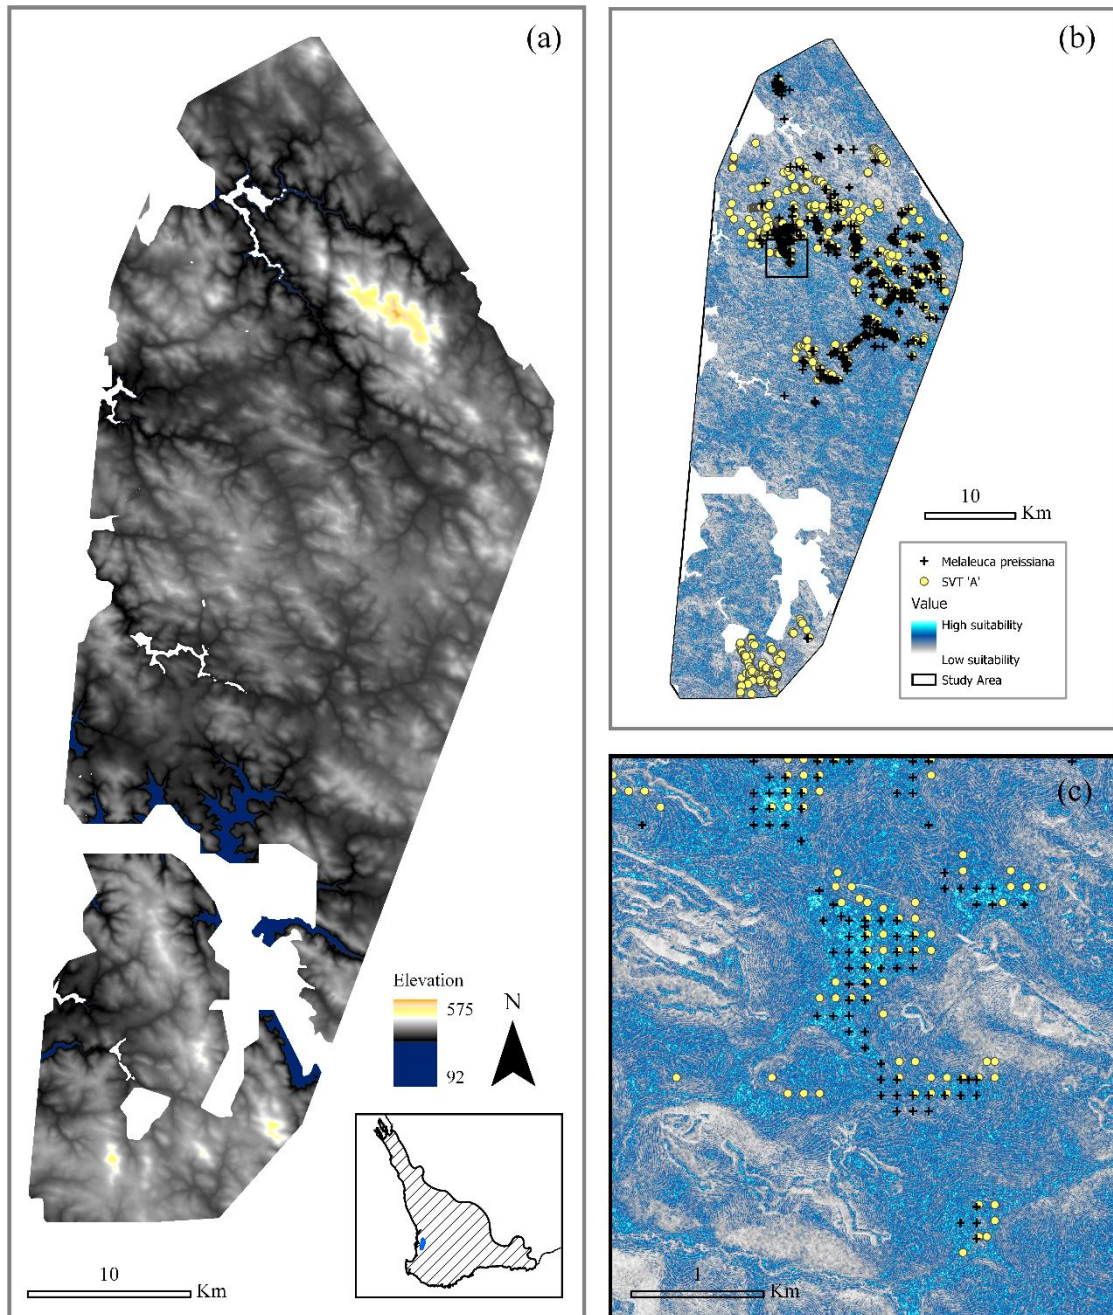 (a)
Elevation
575
92
N
10
Km
(b)
10
Km
Melaleuca preissiana
SVT 'A'
Value
High suitability
Low suitability
Study Area
(c)
1
Km